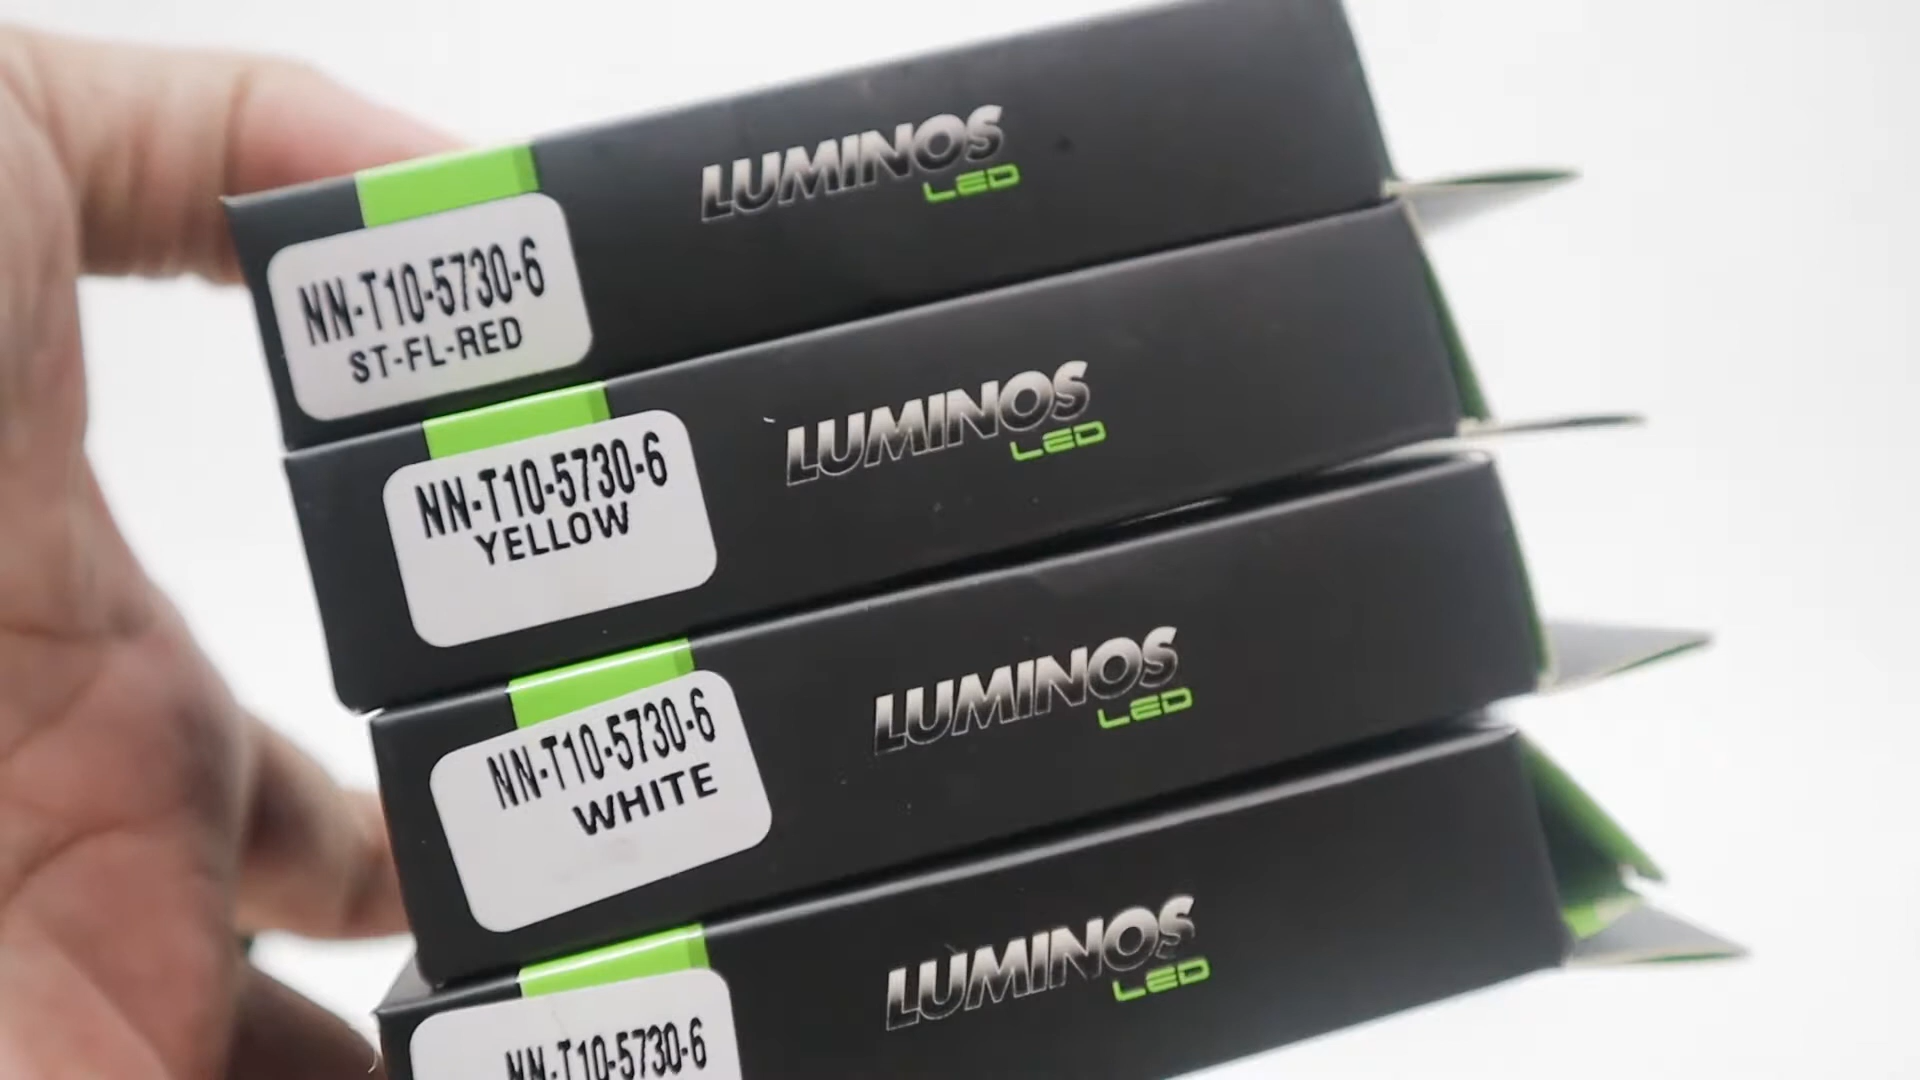 LUMINOS
LED
NN-T10-5730-6
ST-FL-RED
LUMINOS
LED
NN-T10-5730-6
YELLOW
LUMINOS
LED
NN-T10-5730-6
WHITE
LUMINOS
LED
NN-T10-5730-6